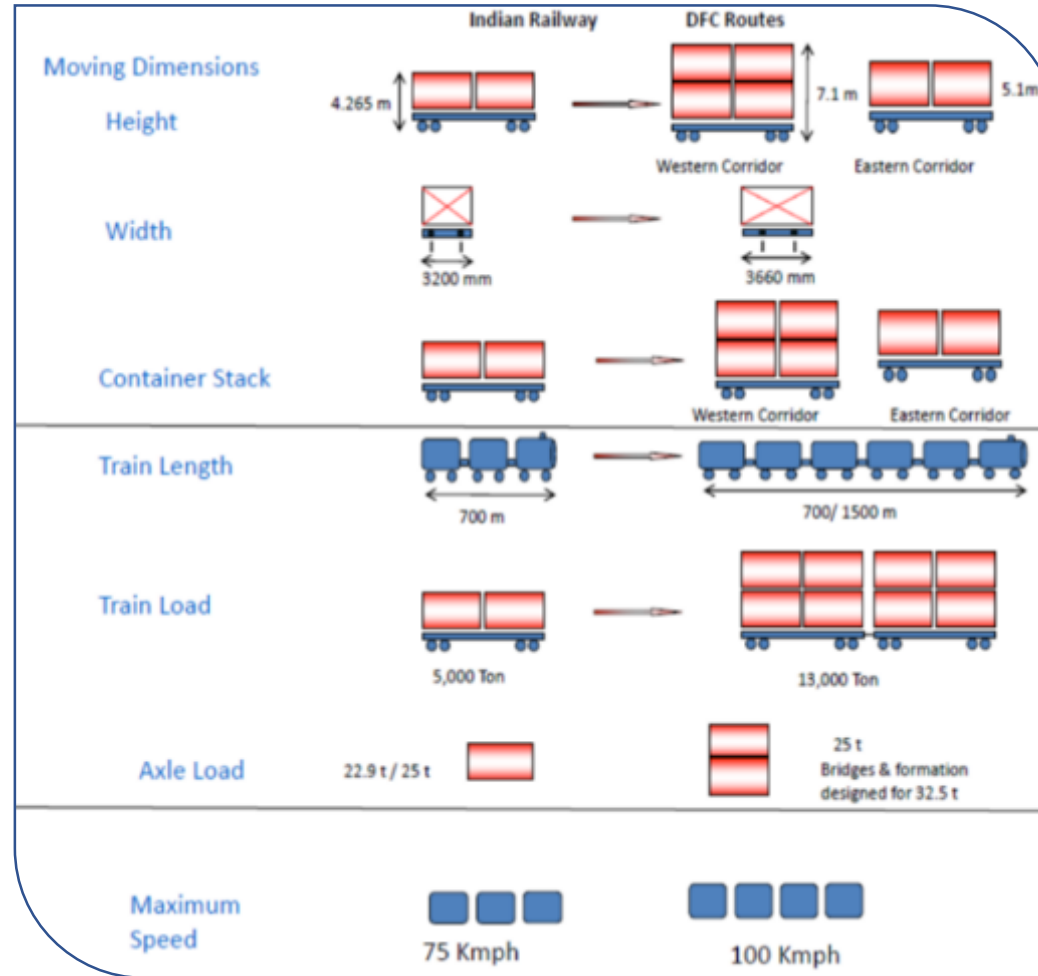 Indian Railway DFC Routes
Moving Dimensions
Height
4.265 m
7.1 m
5.1m
Western Corridor Eastern Corridor
Width
3200 mm 3660 mm
Container Stack
Western Corridor Eastern Corridor
Train Length
700 m 700/ 1500 m
Train Load
5,000 Ton 13,000 Ton
Axle Load
22.9 t / 25 t
25 t
Bridges & formation
designed for 32.5 t
Maximum
Speed
75 Kmph 100 Kmph